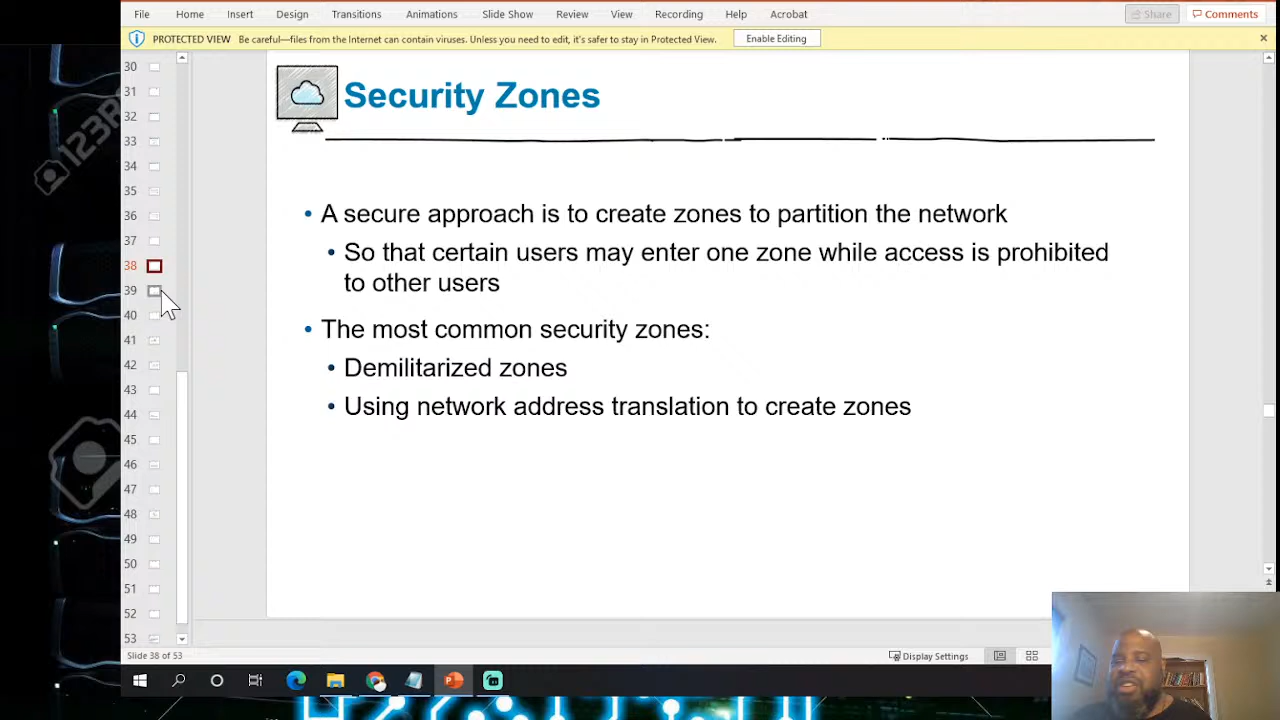 File Home Insert Design Transitions Animations Slide Show Review View Recording Help Acrobat Share Comments
PROTECTED VIEW Be careful—files from the Internet can contain viruses. Unless you need to edit, it's safer to stay in Protected View. Enable Editing
30
31
32
33
34
35
36
37
38
39
40
41
42
43
44
45
46
47
48
49
50
51
52
53
Security Zones
• A secure approach is to create zones to partition the network
• So that certain users may enter one zone while access is prohibited
to other users
• The most common security zones:
• Demilitarized zones
• Using network address translation to create zones
Slide 38 of 53 Display Settings